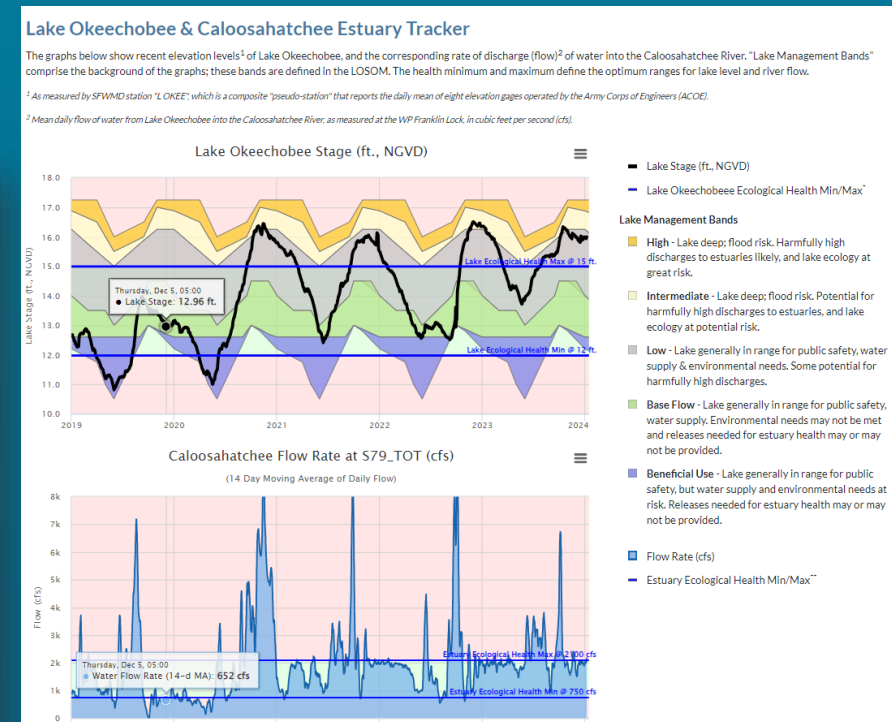 Lake Okeechobee & Caloosahatchee Estuary Tracker
The graphs below show recent elevation levels¹ of Lake Okeechobee, and the corresponding rate of discharge (flow)² of water into the Caloosahatchee River. "Lake Management Bands"
comprise the background of the graphs; these bands are defined in the LOSOM. The health minimum and maximum define the optimum ranges for lake level and river flow.
¹ As measured by SFWMD station "L OKEE", which is a composite "pseudo-station" that reports the daily mean of eight elevation gages operated by the Army Corps of Engineers (ACOE).
² Mean daily flow of water from Lake Okeechobee into the Caloosahatchee River, as measured at the WP Franklin Lock, in cubic feet per second (cfs).
Lake Okeechobee Stage (ft., NGVD)
Lake Stage (ft., NGVD)
18.0
17.0
16.0
15.0
14.0
13.0
12.0
11.0
10.0
Lake Ecological Health Max @ 15 ft.
Thursday, Dec 5, 05:00
● Lake Stage: 12.96 ft.
Lake Ecological Health Min @ 12 ft.
2019
2020
2021
2022
2023
2024
Caloosahatchee Flow Rate at S79_TOT (cfs)
(14 Day Moving Average of Daily Flow)
Flow (cfs)
8k
7k
6k
5k
4k
3k
2k
1k
0
Estuary Ecological Health Max @ 2100 cfs
Thursday, Dec 5, 05:00
● Water Flow Rate (14-d MA): 652 cfs
Estuary Ecological Health Min @ 750 cfs
Lake Stage (ft., NGVD)
Lake Okeechobeee Ecological Health Min/Max*
Lake Management Bands
High - Lake deep; flood risk. Harmfully high
discharges to estuaries likely, and lake ecology at
great risk.
Intermediate - Lake deep; flood risk. Potential for
harmfully high discharges to estuaries, and lake
ecology at potential risk.
Low - Lake generally in range for public safety, water
supply & environmental needs. Some potential for
harmfully high discharges.
Base Flow - Lake generally in range for public safety,
water supply. Environmental needs may not be met
and releases needed for estuary health may or may
not be provided.
Beneficial Use - Lake generally in range for public
safety, but water supply and environmental needs at
risk. Releases needed for estuary health may or may
not be provided.
Flow Rate (cfs)
Estuary Ecological Health Min/Max**